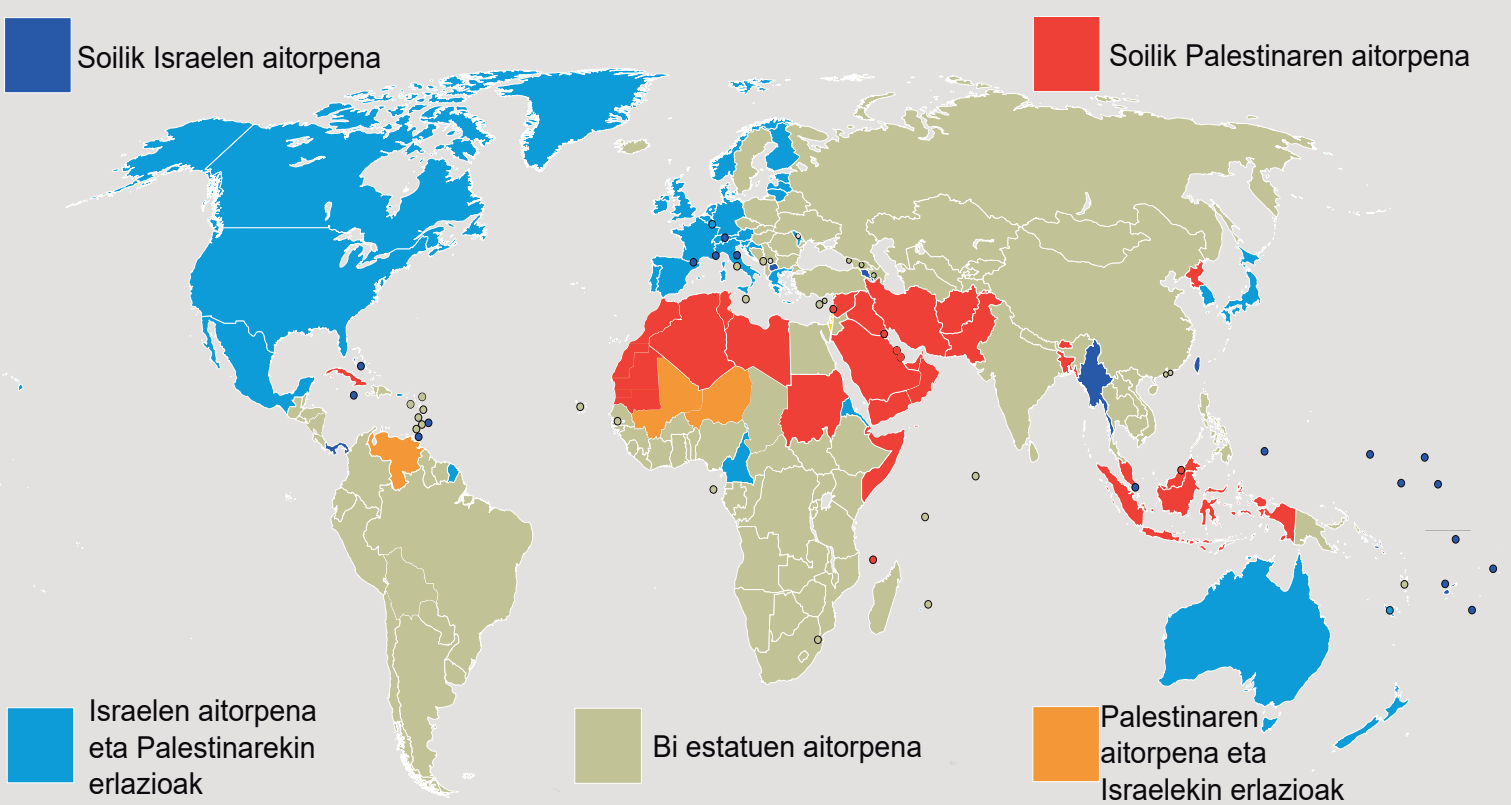 Soilik Israelen aitorpena
Soilik Palestinaren aitorpena
Israelen aitorpena
eta Palestinarekin
erlazioak
Bi estatuen aitorpena
Palestinaren
aitorpena eta
Israelekin erlazioak